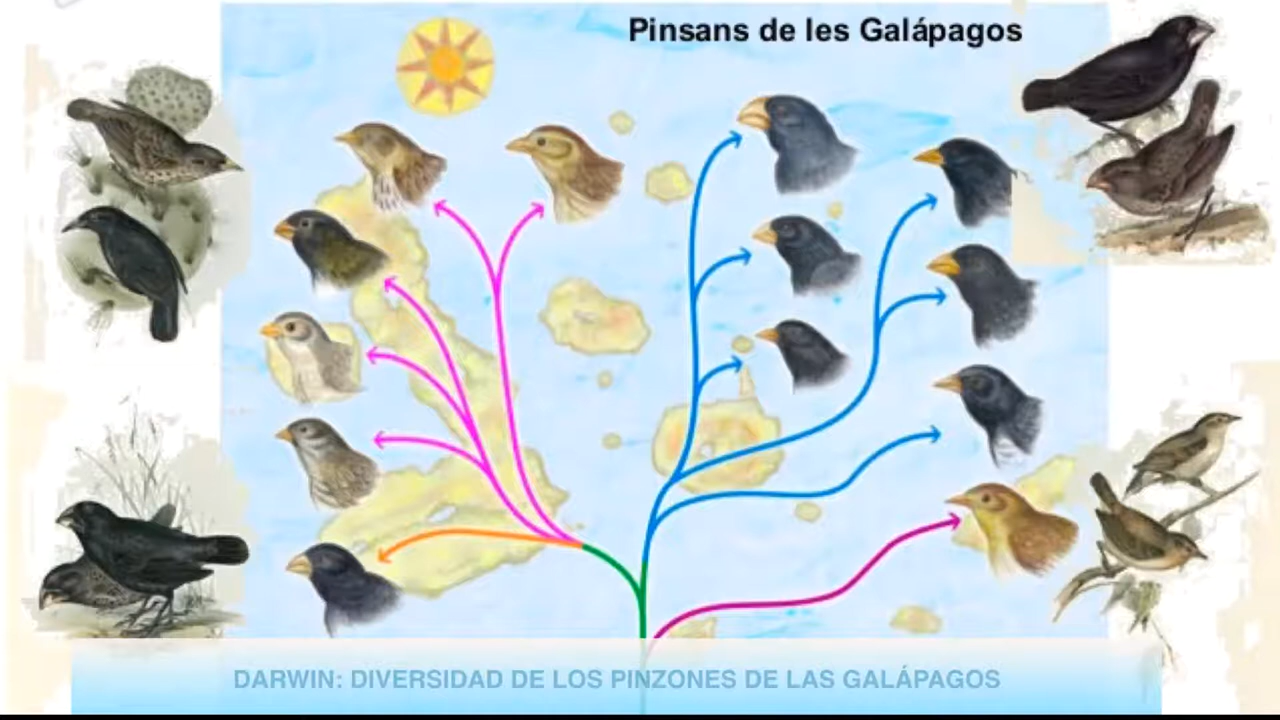 Pinsans de les Galápagos
DARWIN: DIVERSIDAD DE LOS PINZONES DE LAS GALÁPAGOS